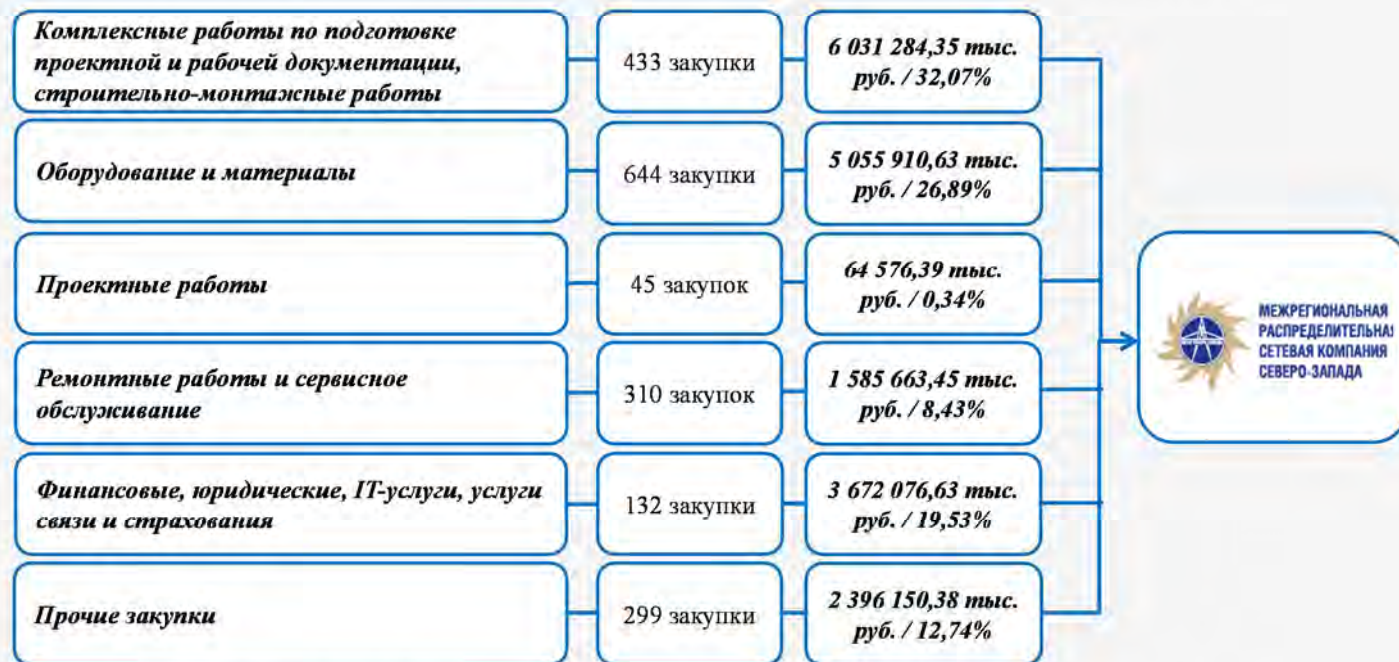 Комплексные работы по подготовке
проектной и рабочей документации,
строительно-монтажные работы
433 закупки
6 031 284,35 тыс.
руб. / 32,07%
Оборудование и материалы
644 закупки
5 055 910,63 тыс.
руб. / 26,89%
Проектные работы
45 закупок
64 576,39 тыс.
руб. / 0,34%
Ремонтные работы и сервисное
обслуживание
310 закупок
1 585 663,45 тыс.
руб. / 8,43%
Финансовые, юридические, IT-услуги, услуги
связи и страхования
132 закупки
3 672 076,63 тыс.
руб. / 19,53%
Прочие закупки
299 закупки
2 396 150,38 тыс.
руб. / 12,74%
МЕЖРЕГИОНАЛЬНАЯ
РАСПРЕДЕЛИТЕЛЬНА
СЕТЕВАЯ КОМПАНИЯ
СЕВЕРО-ЗАПАДА